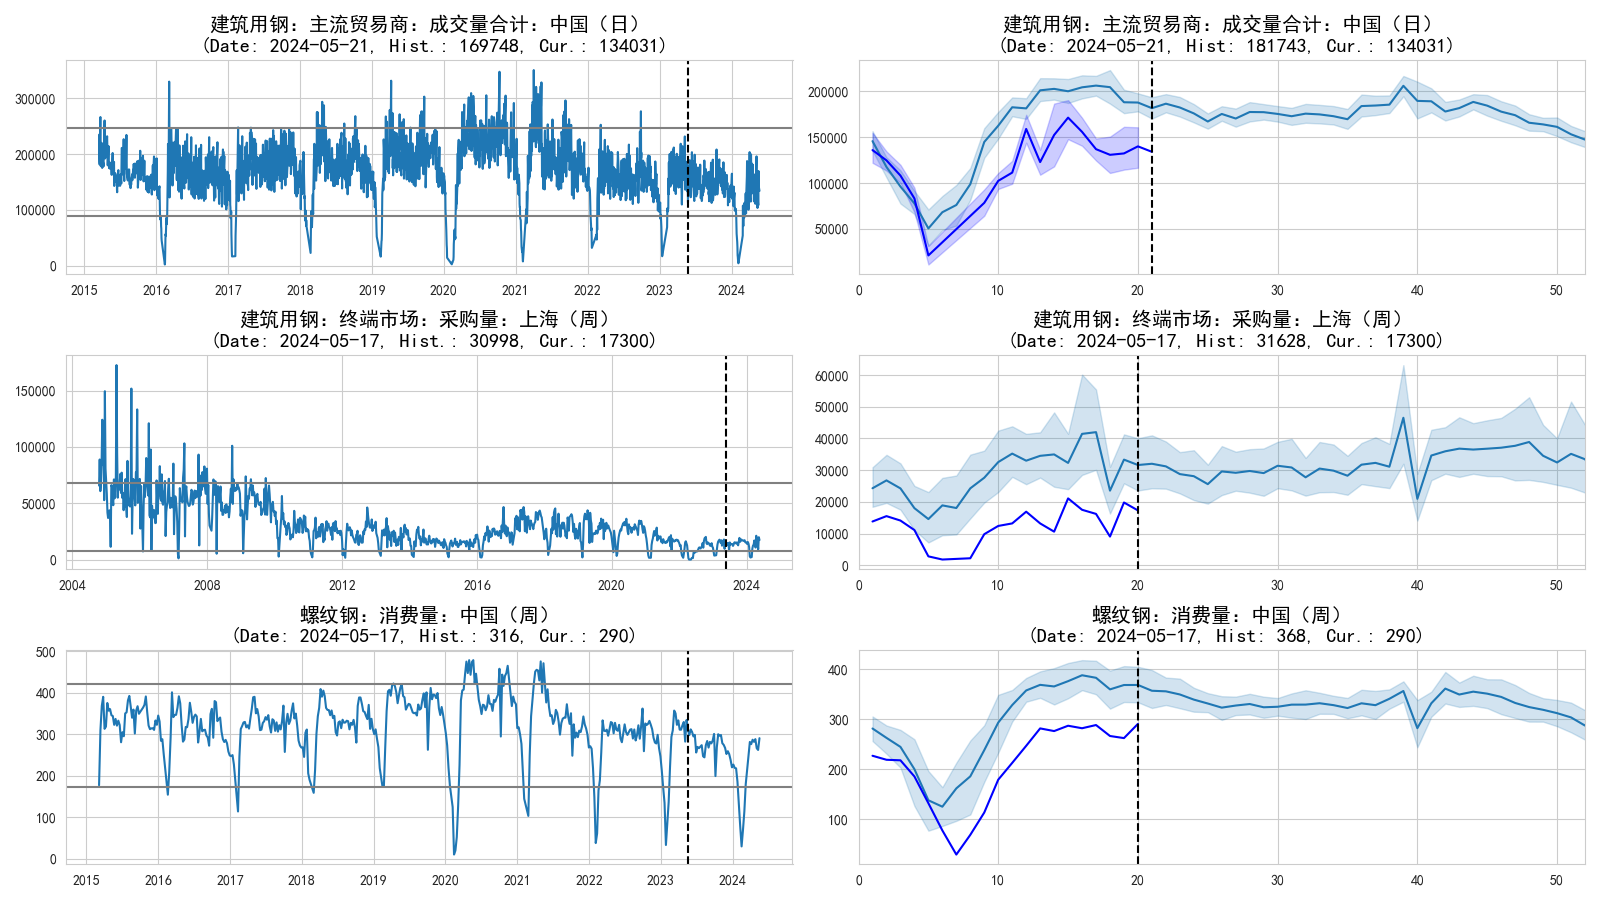 建筑用钢：主流贸易商：成交量合计：中国（日）
(Date: 2024-05-21, Hist.: 169748, Cur.: 134031)
300000
200000
100000
0
2015 2016 2017 2018 2019 2020 2021 2022 2023 2024
建筑用钢：主流贸易商：成交量合计：中国（日）
(Date: 2024-05-21, Hist: 181743, Cur.: 134031)
200000
150000
100000
50000
0 10 20 30 40 50
建筑用钢：终端市场：采购量：上海（周）
(Date: 2024-05-17, Hist.: 30998, Cur.: 17300)
150000
100000
50000
0
2004 2008 2012 2016 2020 2024
建筑用钢：终端市场：采购量：上海（周）
(Date: 2024-05-17, Hist: 31628, Cur.: 17300)
60000
50000
40000
30000
20000
10000
0
0 10 20 30 40 50
螺纹钢：消费量：中国（周）
(Date: 2024-05-17, Hist.: 316, Cur.: 290)
500
400
300
200
100
0
2015 2016 2017 2018 2019 2020 2021 2022 2023 2024
螺纹钢：消费量：中国（周）
(Date: 2024-05-17, Hist: 368, Cur.: 290)
400
300
200
100
0 10 20 30 40 50